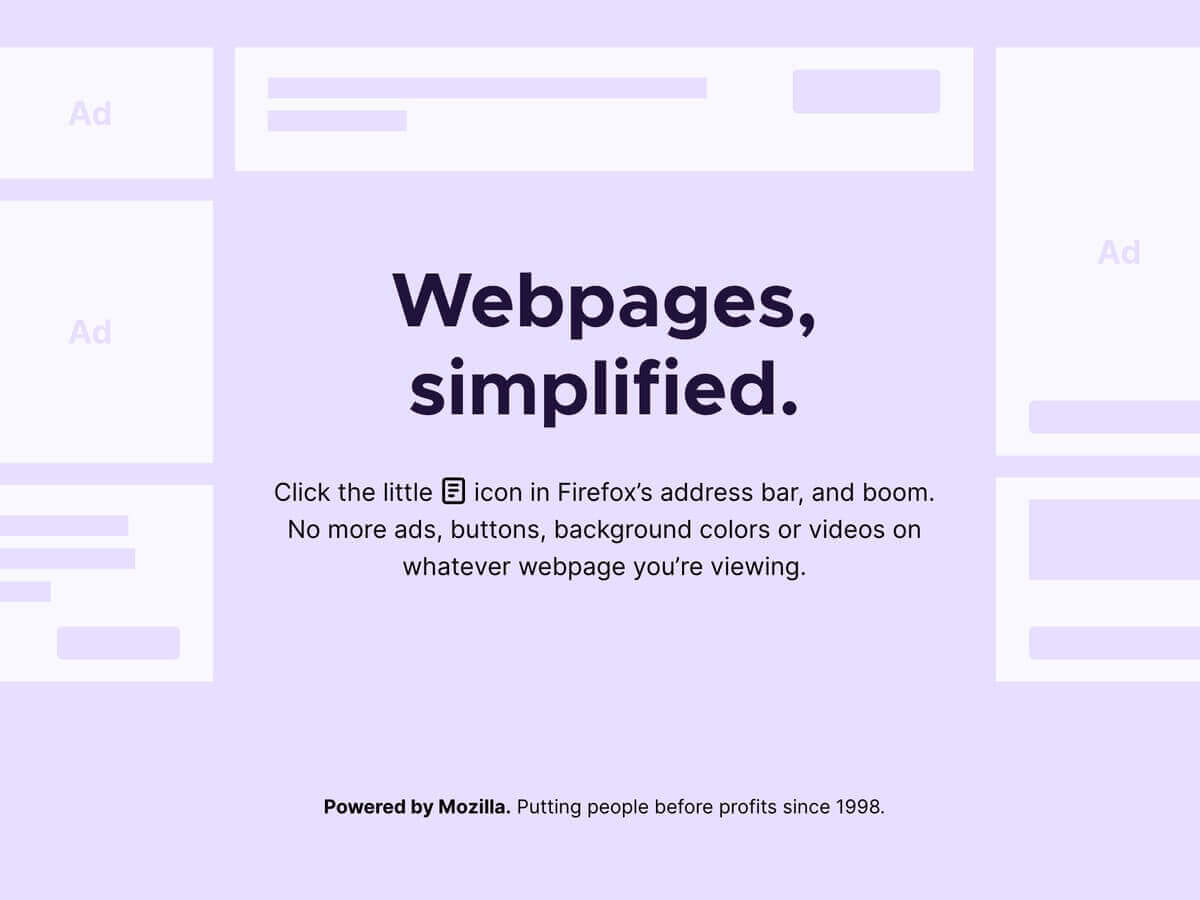 Ad
Ad
Ad
Webpages,
simplified.
Click the little icon in Firefox’s address bar, and boom.
No more ads, buttons, background colors or videos on
whatever webpage you’re viewing.
Powered by Mozilla. Putting people before profits since 1998.